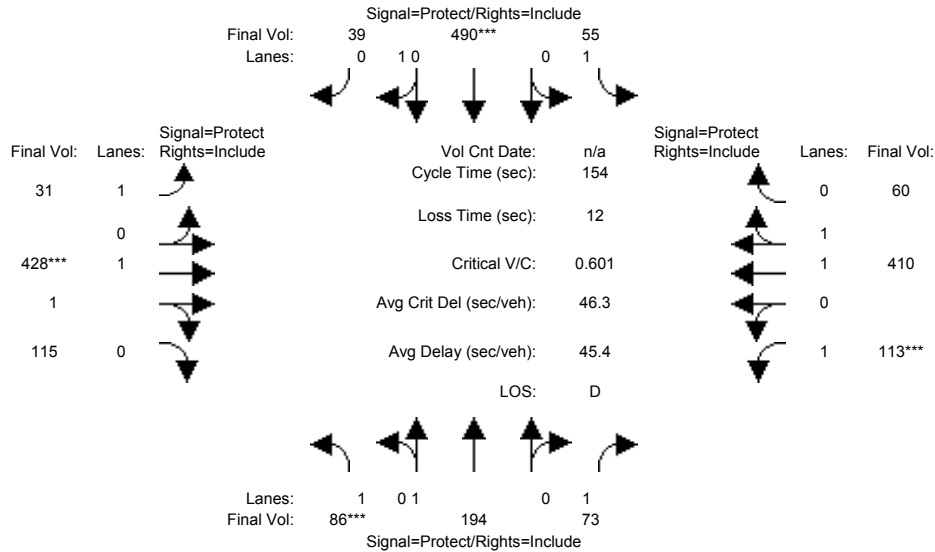 Signal=Protect/Rights=Include
Final Vol: 39 490*** 55
Lanes: 0 1 0 0 1
Signal=Protect
Final Vol: Lanes: Rights=Include
Vol Cnt Date: n/a
Signal=Protect
Rights=Include Lanes: Final Vol:
Cycle Time (sec): 154
31 1
0 60
Loss Time (sec): 12
0
1
428*** 1
Critical V/C: 0.601
1 410
1
Avg Crit Del (sec/veh): 46.3
0
115 0
Avg Delay (sec/veh): 45.4
1 113***
LOS: D
Lanes: 1 0 1 0 1
Final Vol: 86*** 194 73
Signal=Protect/Rights=Include